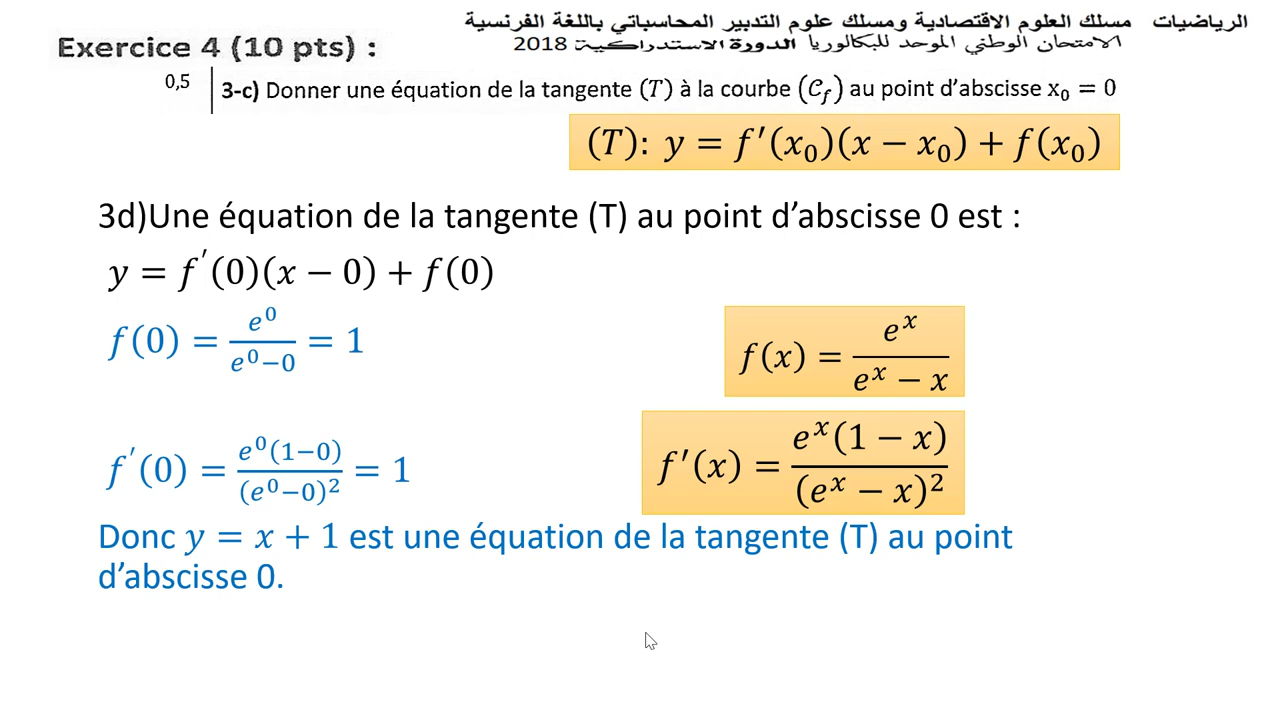 الرياضيات مسلك العلوم الاقتصادية ومسلك علوم التدبير المحاسباتي باللغة الفرنسية
الامتحان الوطني الموحد للبكالوريا الدورة الاستدراكية 2018
Exercice 4 (10 pts) :
0,5 3-c) Donner une équation de la tangente (T) à la courbe (𝒞_f) au point d’abscisse x₀ = 0
(T): y = f′(x₀)(x − x₀) + f(x₀)
3d)Une équation de la tangente (T) au point d’abscisse 0 est :
y = f′(0)(x − 0) + f(0)
f(0) = e⁰/(e⁰−0) = 1
f(x) = eˣ/(eˣ − x)
f′(0) = e⁰(1−0)/(e⁰−0)² = 1
f′(x) = eˣ(1 − x)/(eˣ − x)²
Donc y = x + 1 est une équation de la tangente (T) au point
d’abscisse 0.